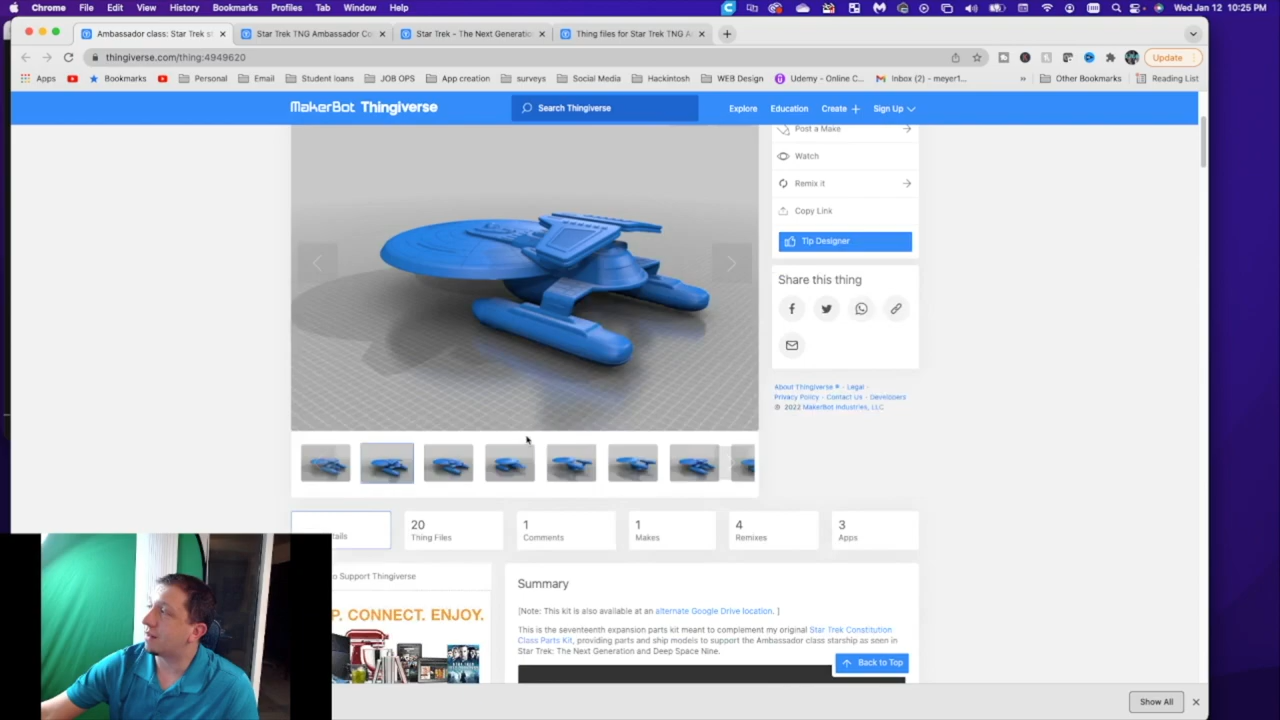 Chrome File Edit View History Bookmarks Profiles Tab Window Help Wed Jan 12 10:25 PM
Ambassador class: Star Trek s Star Trek TNG Ambassador Co Star Trek - The Next Generation Thing files for Star Trek TNG A
thingiverse.com/thing:4949620 Update
Apps Bookmarks Personal Email Student loans JOB OPS App creation surveys Social Media Hackintosh WEB Design Udemy - Online C... Inbox (2) - meyer1... » Other Bookmarks Reading List
MakerBot Thingiverse Search Thingiverse Explore Education Create Sign Up
Post a Make
Watch
Remix it
Copy Link
Tip Designer
Share this thing
About Thingiverse ® · Legal ·
Privacy Policy · Contact Us · Developers
© 2022 MakerBot Industries, LLC
20 1 1 4 3
ails Thing Files Comments Makes Remixes Apps
o Support Thingiverse
P. CONNECT. ENJOY.
Summary
[Note: This kit is also available at an alternate Google Drive location. ]
This is the seventeenth expansion parts kit meant to complement my original Star Trek Constitution
Class Parts Kit, providing parts and ship models to support the Ambassador class starship as seen in
Star Trek: The Next Generation and Deep Space Nine.
Back to Top
Show All